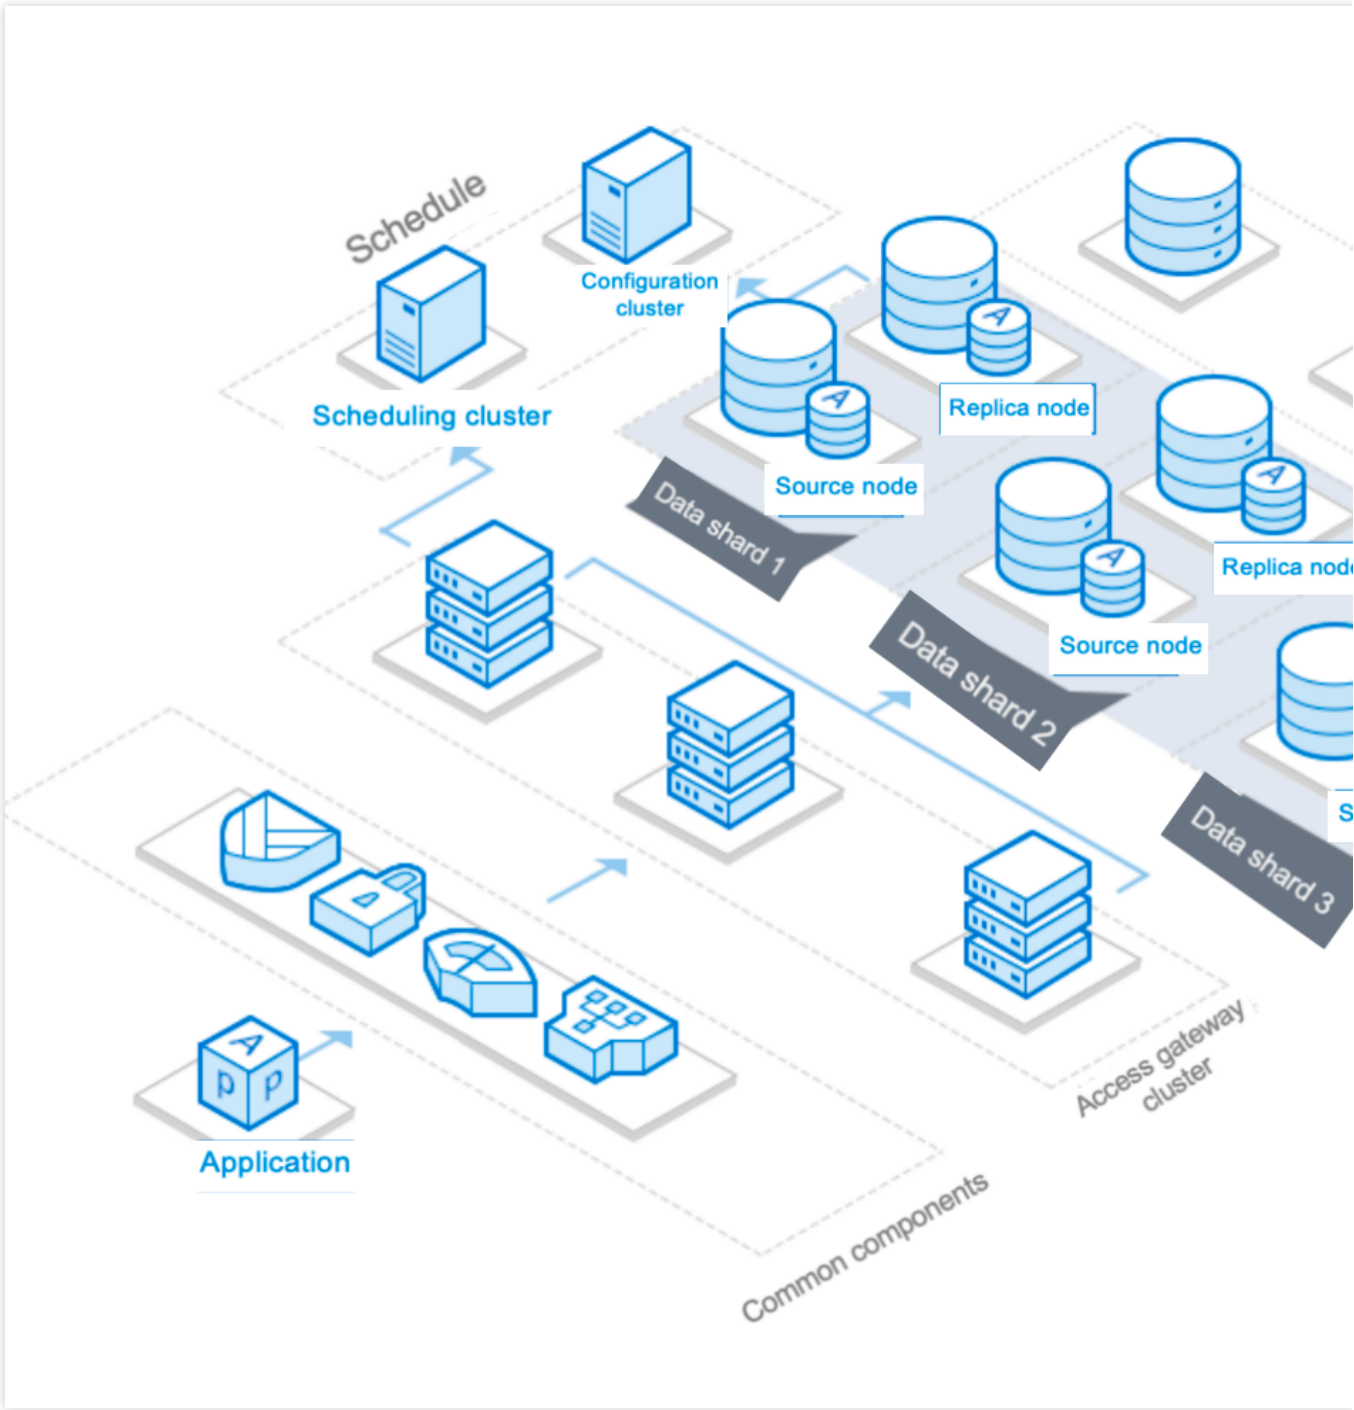 Schedule
Configuration
cluster
Scheduling cluster
A
Replica node
A
Source node
Data shard 1
A
Replica node
A
Source node
Data shard 2
S
Data shard 3
Access gateway
cluster
A
p p
Application
Common components